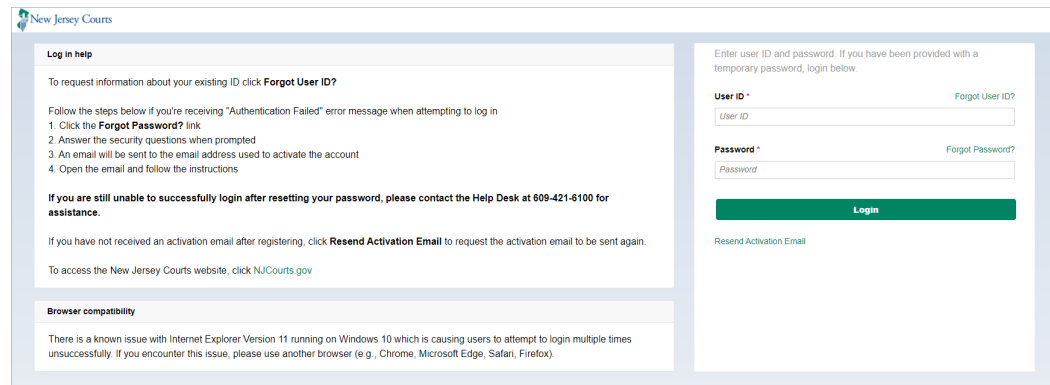 New Jersey Courts
Log in help
To request information about your existing ID click Forgot User ID?
Follow the steps below if you're receiving "Authentication Failed" error message when attempting to log in
1. Click the Forgot Password? link
2. Answer the security questions when prompted
3. An email will be sent to the email address used to activate the account
4. Open the email and follow the instructions
If you are still unable to successfully login after resetting your password, please contact the Help Desk at 609-421-6100 for
assistance.
If you have not received an activation email after registering, click Resend Activation Email to request the activation email to be sent again.
To access the New Jersey Courts website, click NJCourts.gov
Browser compatibility
There is a known issue with Internet Explorer Version 11 running on Windows 10 which is causing users to attempt to login multiple times
unsuccessfully. If you encounter this issue, please use another browser (e.g., Chrome, Microsoft Edge, Safari, Firefox).
Enter user ID and password. If you have been provided with a
temporary password, login below.
User ID * Forgot User ID?
User ID
Password * Forgot Password?
Password
Login
Resend Activation Email